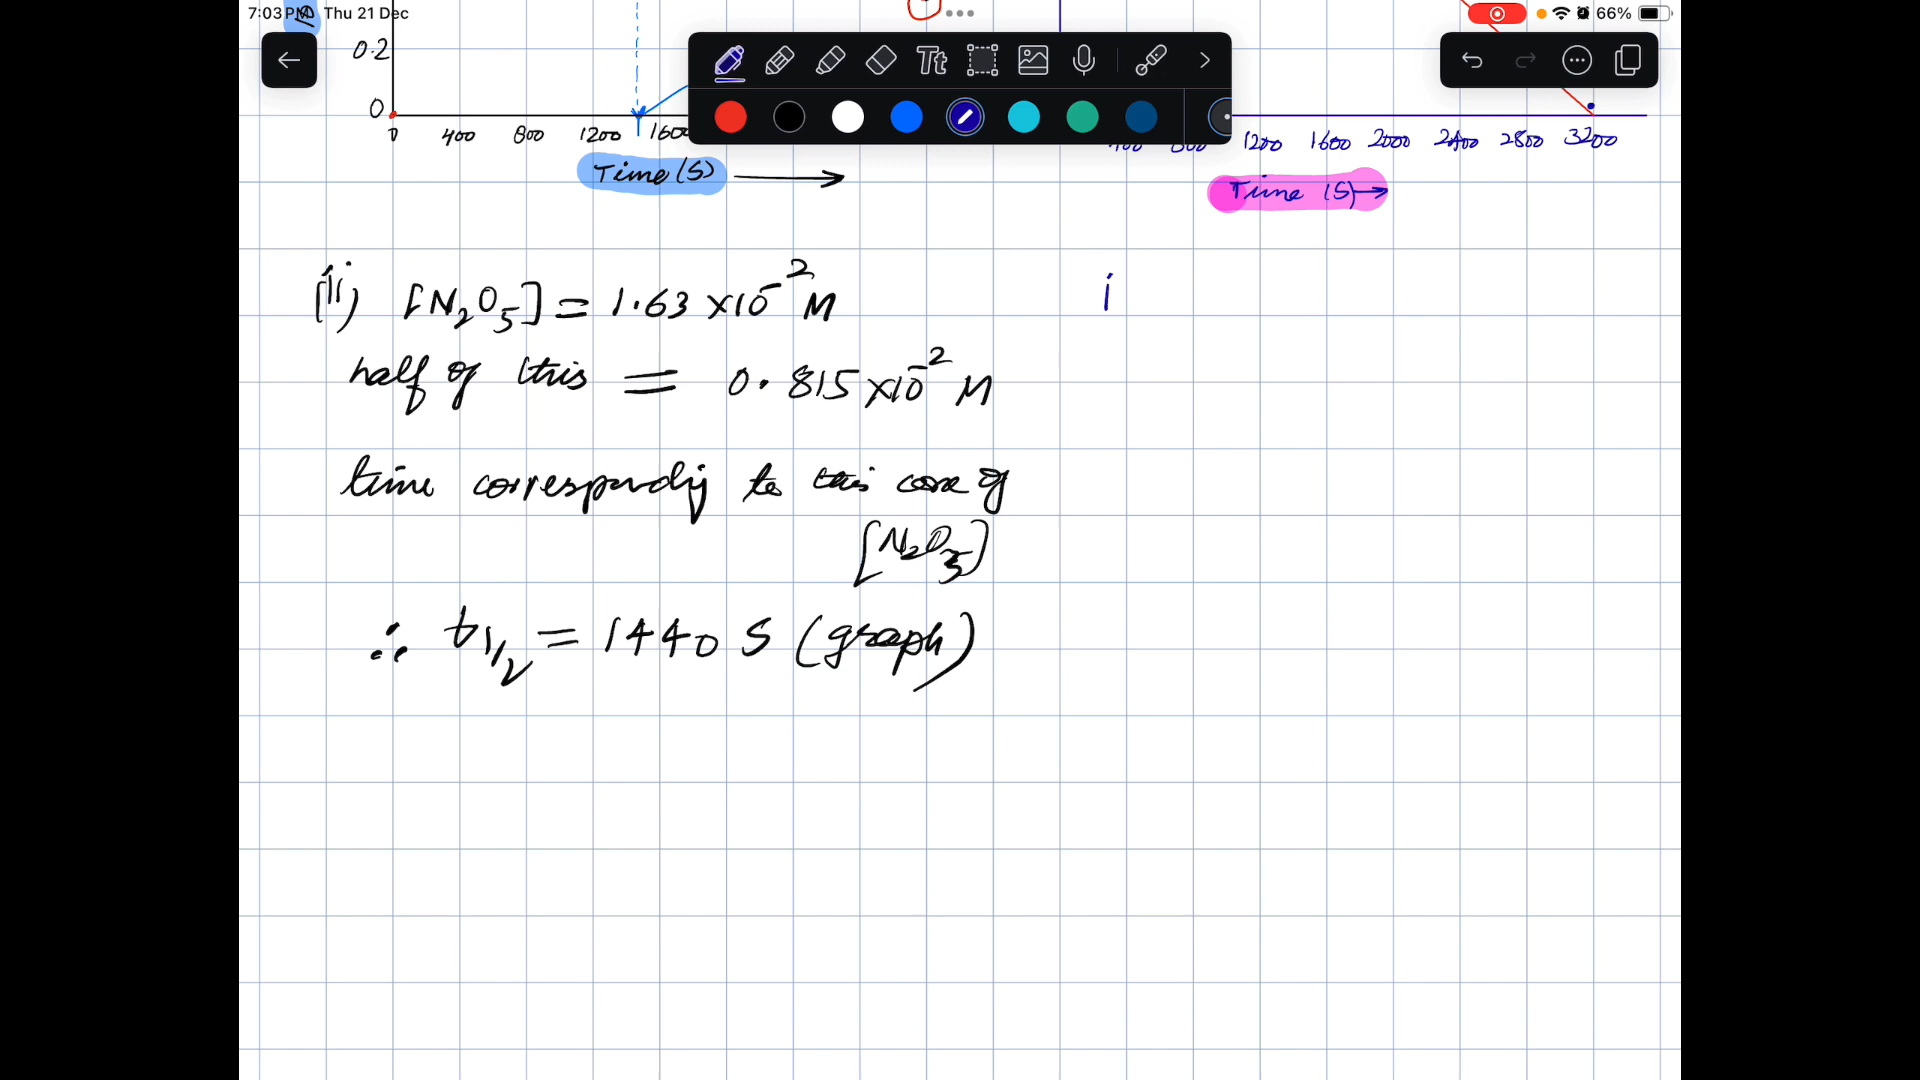 7:03 PM Thu 21 Dec
66%
Tt
0.2
0
0 400 800 1200 1600
Time (S)
1200 1600 2000 2400 2800 3200
Time (S)
(ii) [N₂O₅] = 1.63 × 10⁻² M
half of this = 0.815 × 10⁻² M
time corresponding to this conc of
[N₂O₅]
∴ t1/2 = 1440 S (graph)
i